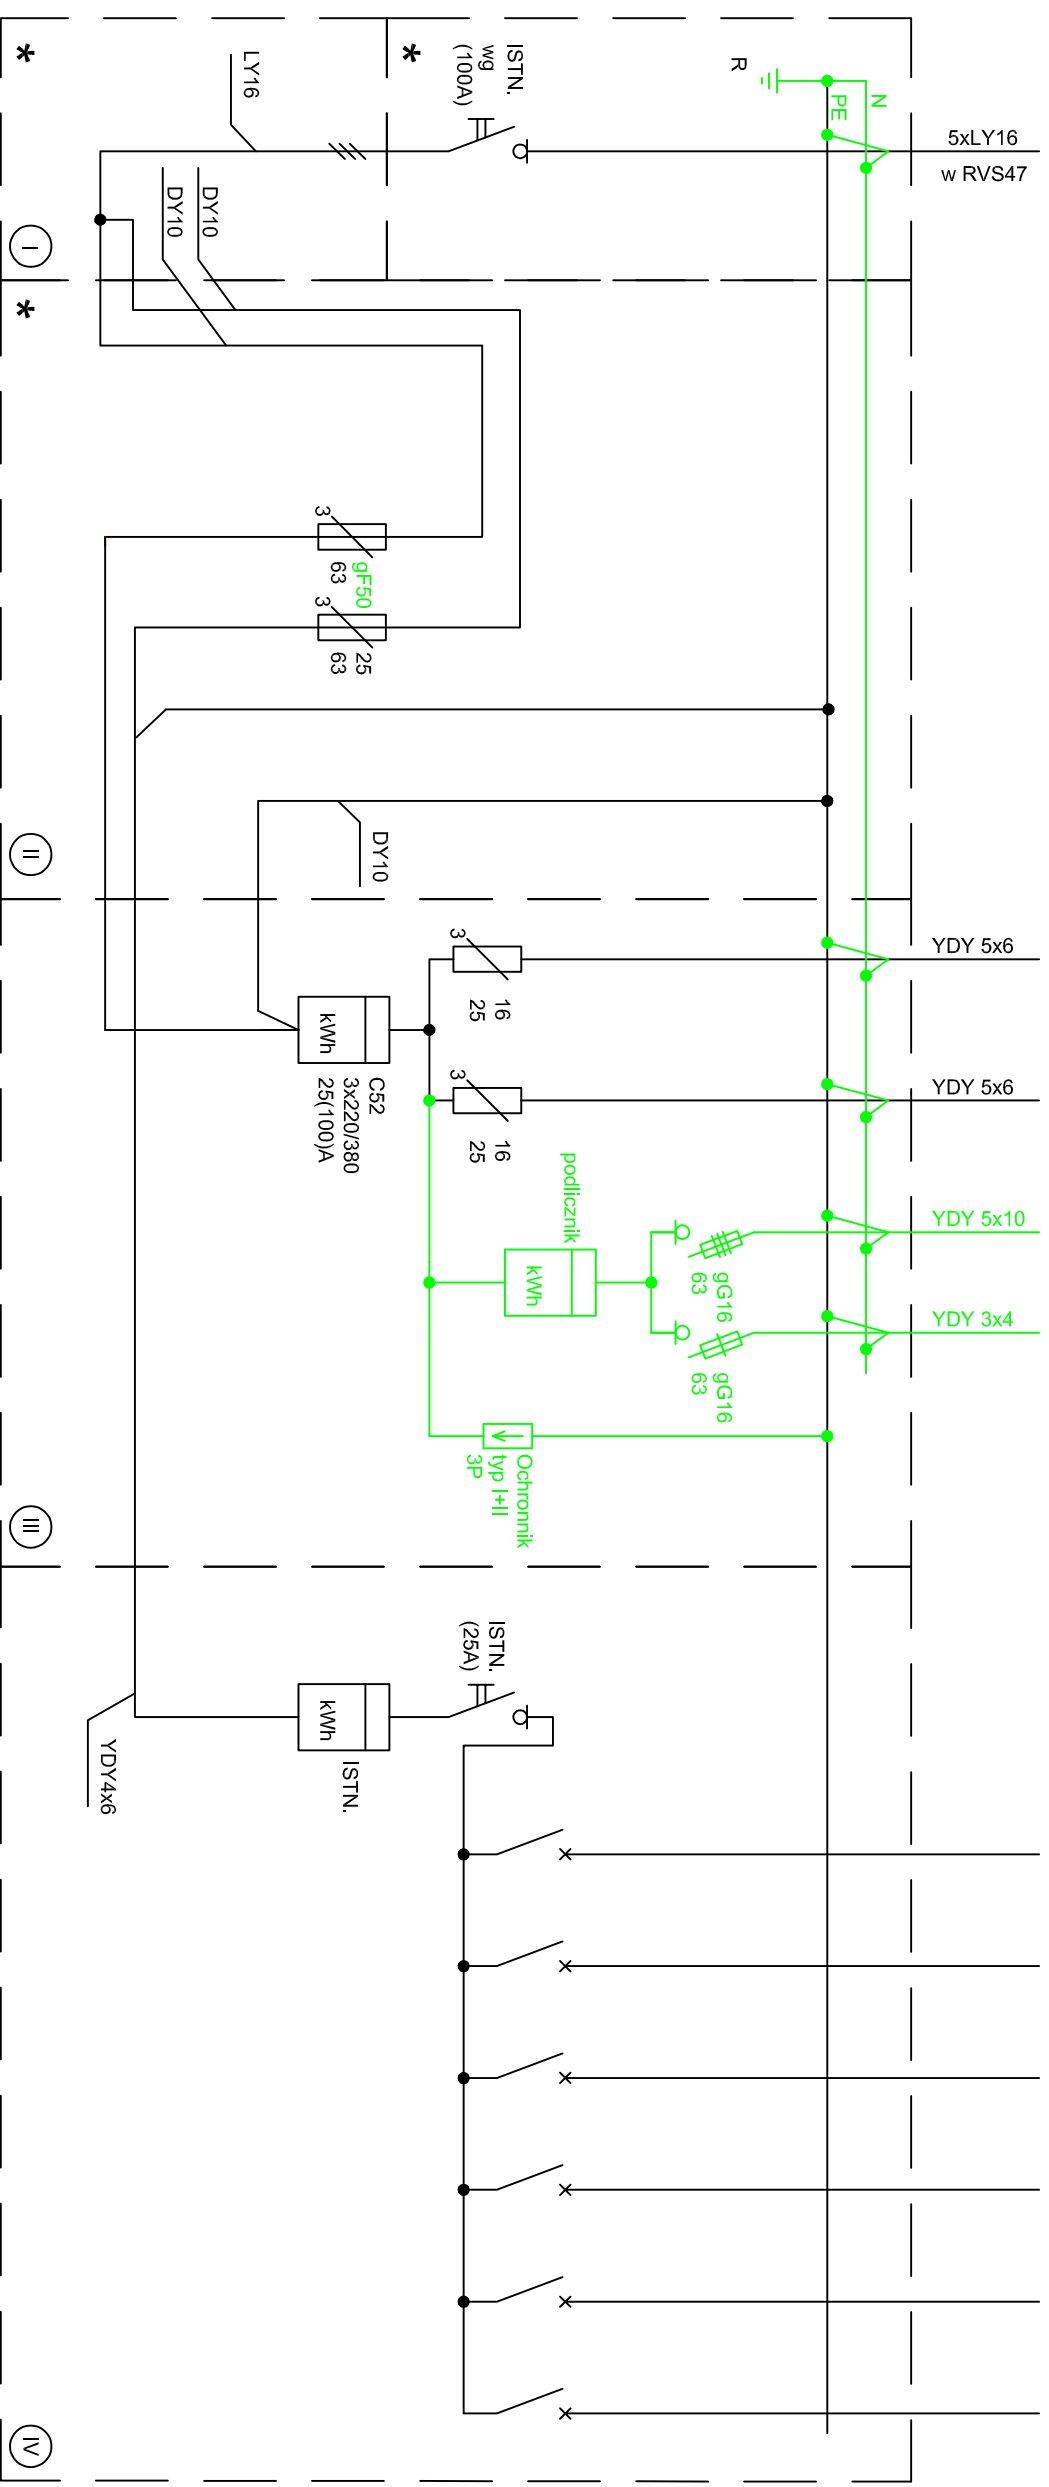 *
*
ISTN.
wg
(100A)
LY16
R
N
PE
5xLY16
w RVS47
DY10
DY10
I
*
3
gF50
63
3
25
63
DY10
II
YDY 5x6
3
16
25
kWh
C52
3x220/380
25(100)A
YDY 5x6
3
16
25
podlicznik
kWh
YDY 5x10
gG16
63
YDY 3x4
gG16
63
Ochronnik
typ I+II
3P
III
ISTN.
(25A)
kWh
ISTN.
YDY4x6
IV